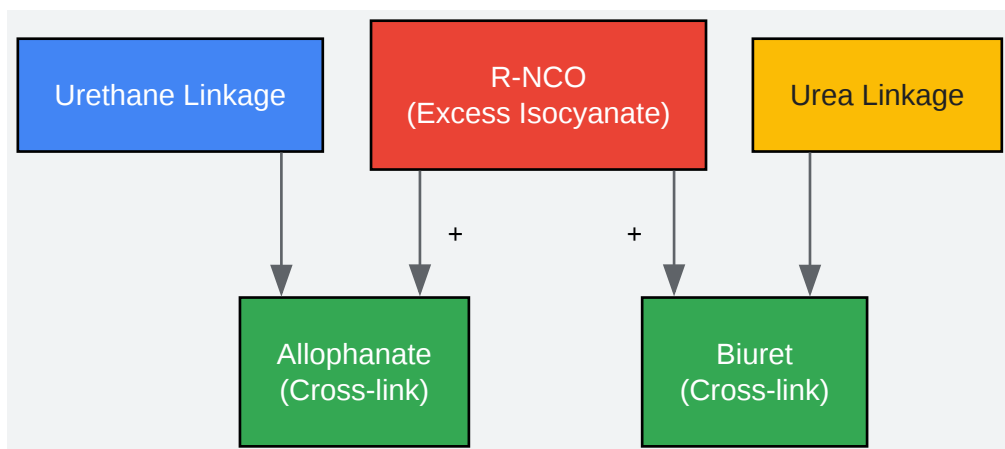 Urethane Linkage
R-NCO
(Excess Isocyanate)
Urea Linkage
+
+
Allophanate
(Cross-link)
Biuret
(Cross-link)